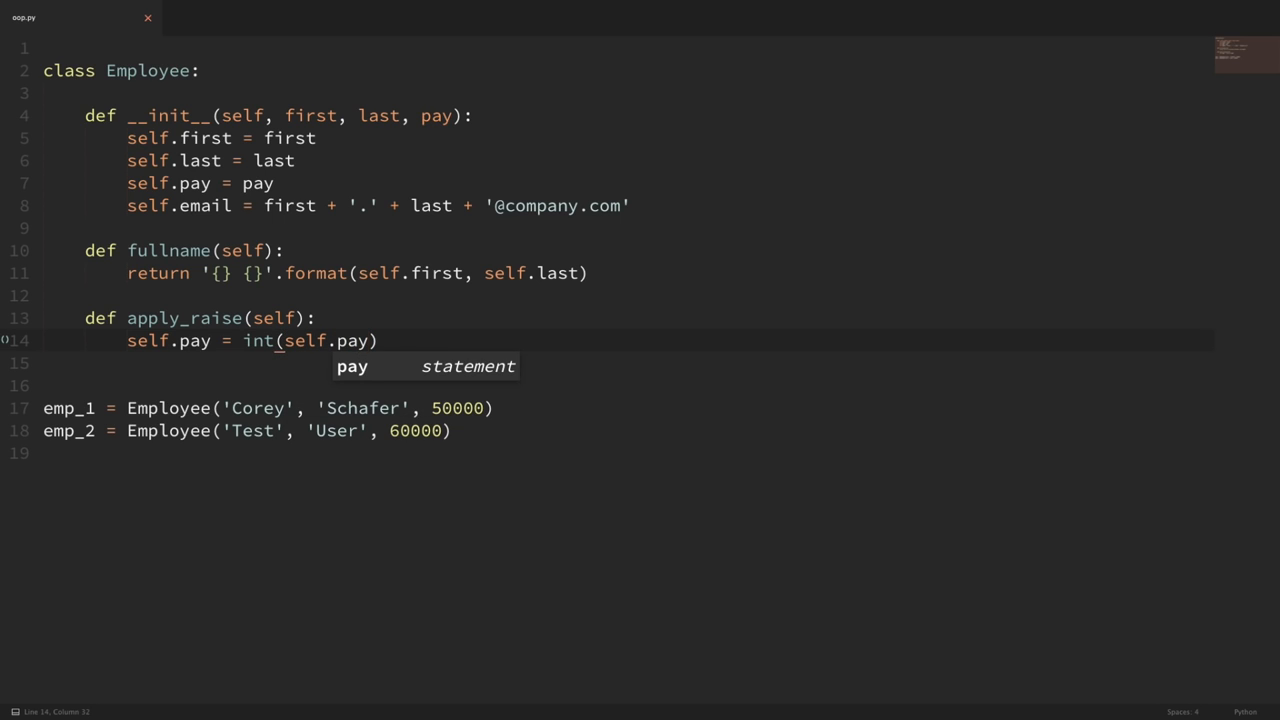 oop.py
1
2 class Employee:
3
4     def __init__(self, first, last, pay):
5         self.first = first
6         self.last = last
7         self.pay = pay
8         self.email = first + '.' + last + '@company.com'
9
10     def fullname(self):
11         return '{} {}'.format(self.first, self.last)
12
13     def apply_raise(self):
14         self.pay = int(self.pay)
pay statement
15
16
17 emp_1 = Employee('Corey', 'Schafer', 50000)
18 emp_2 = Employee('Test', 'User', 60000)
19
Line 14, Column 32 Spaces: 4 Python